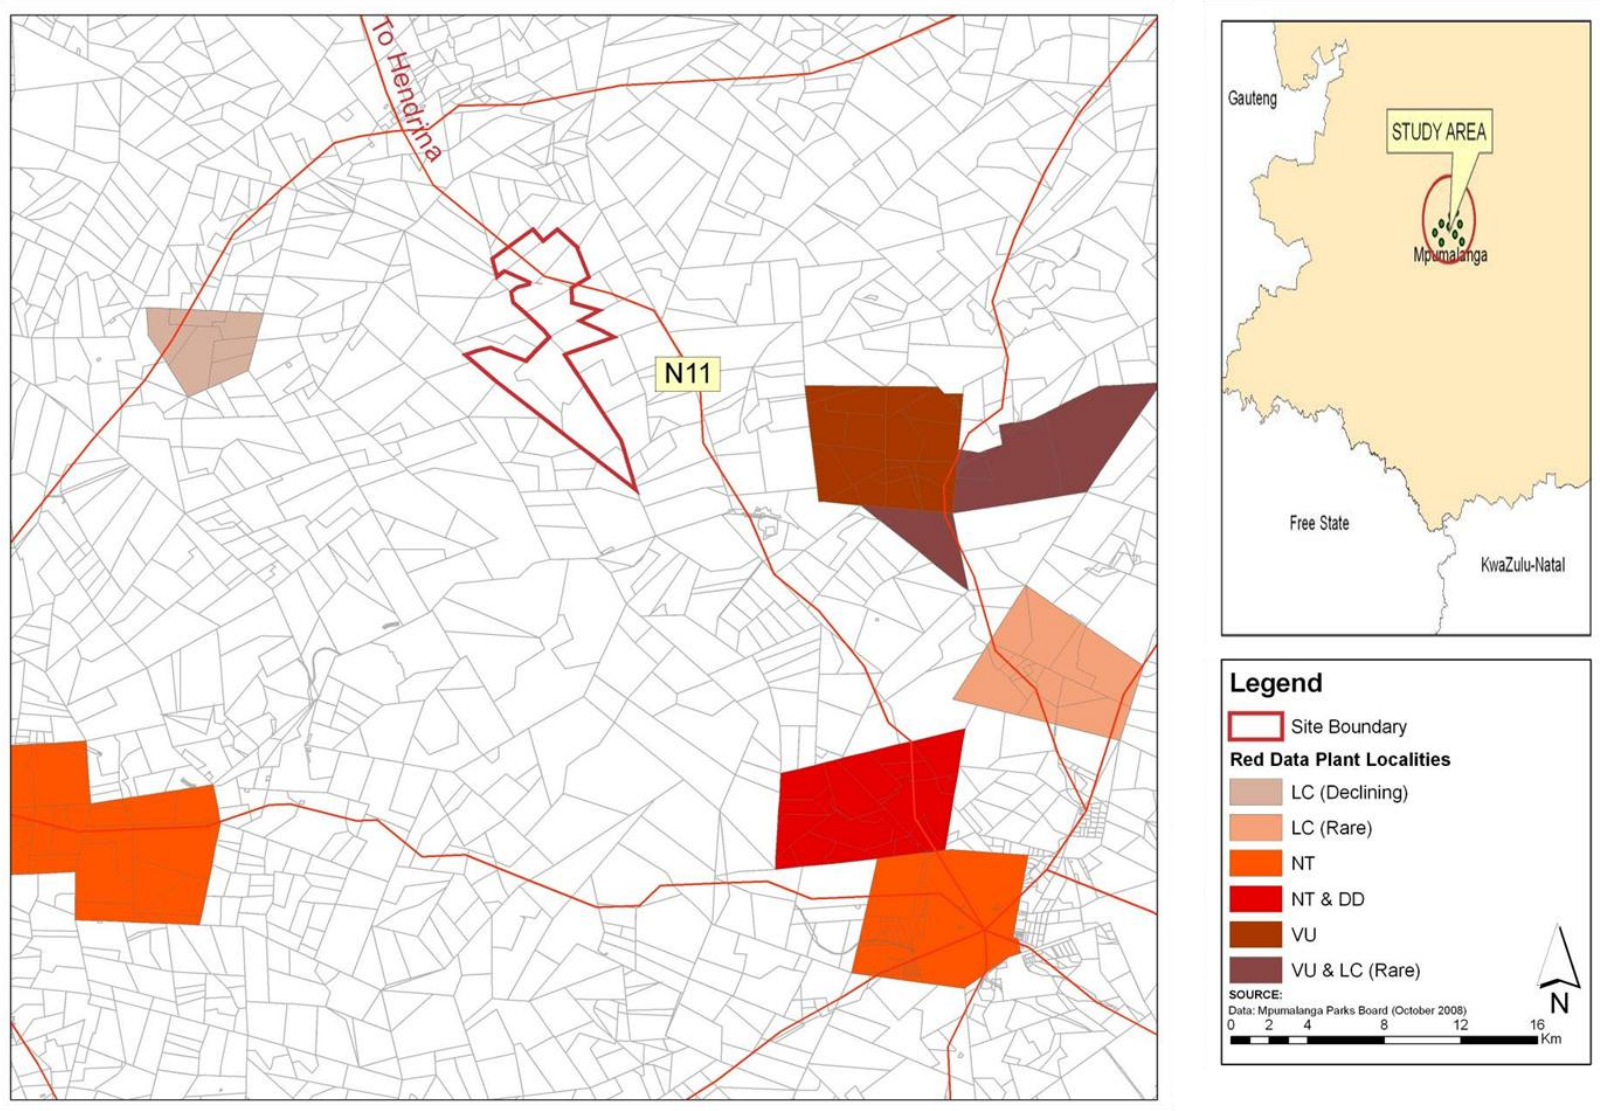 To Hendrina
N11
Gauteng
STUDY AREA
Mpumalanga
Free State
KwaZulu-Natal
Legend
Site Boundary
Red Data Plant Localities
LC (Declining)
LC (Rare)
NT
NT & DD
VU
VU & LC (Rare)
SOURCE:
Data: Mpumalanga Parks Board (October 2008)
0 2 4 8 12 16
Km
N